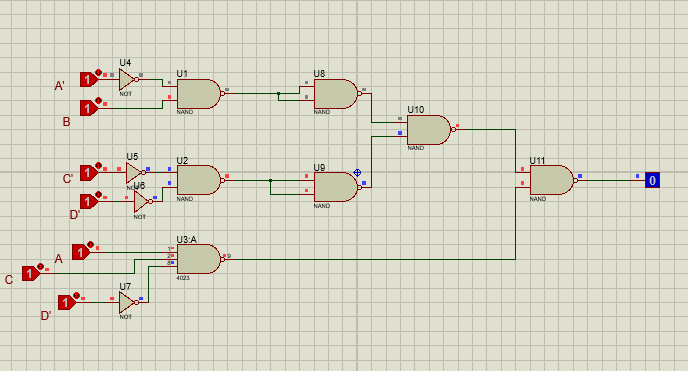 U4
A' 1
NOT
U1
NAND
U8
NAND
B 1
U10
NAND
U5
C' 1
NOT
U2
NAND
U9
NAND
U11
NAND
0
U6
D' 1
NOT
U3:A
A 1
1
2
8
9
4023
C 1
U7
D' 1
NOT